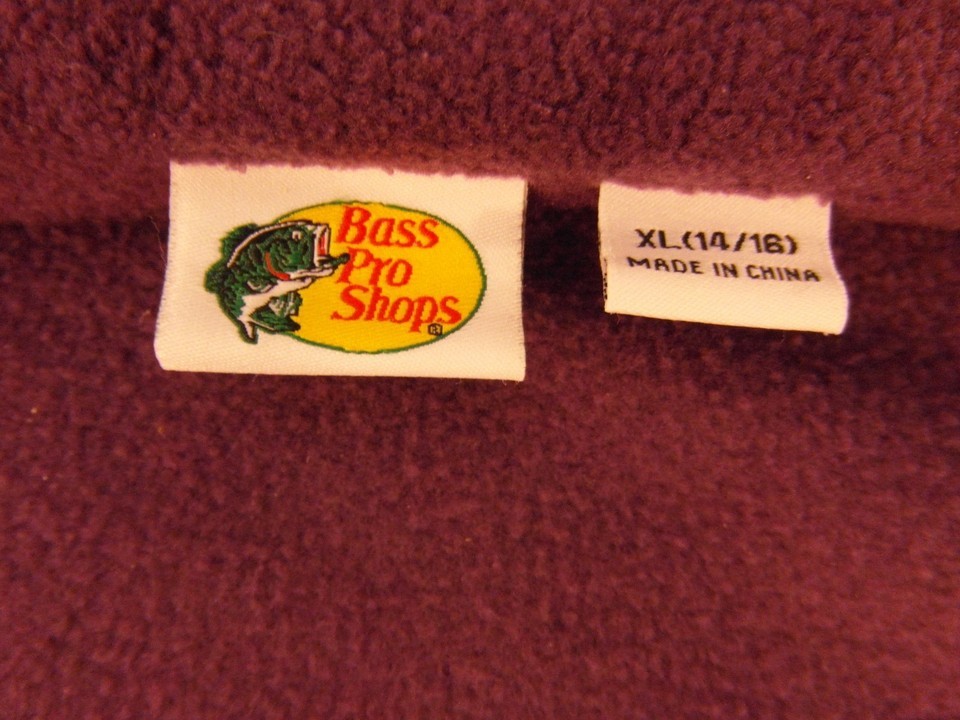 Bass
Pro
Shops®
XL(14/16)
MADE IN CHINA